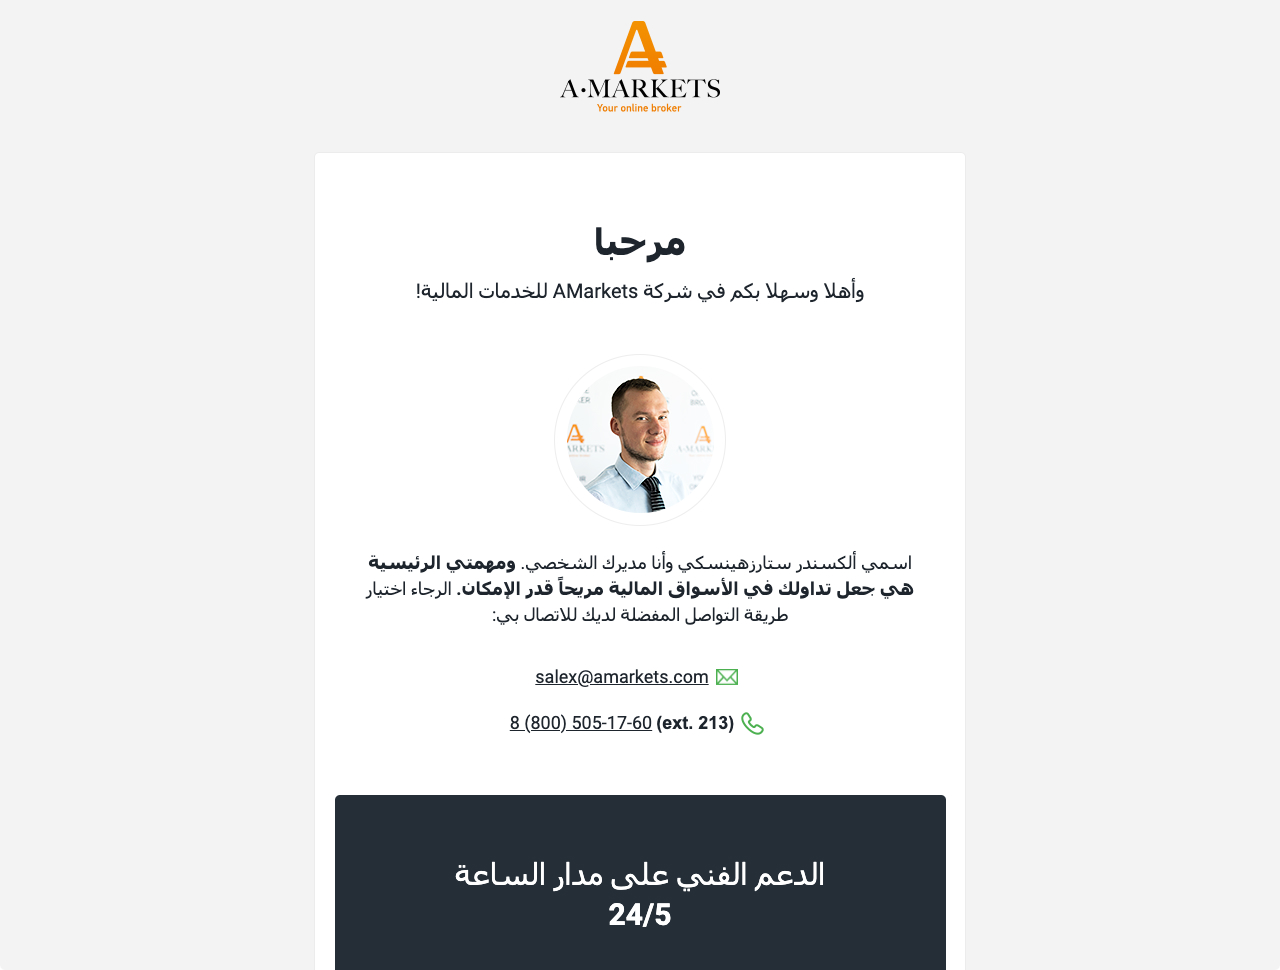 A·MARKETS
Your online broker
مرحبا
وأهلا وسهلا بكم في شركة AMarkets للخدمات المالية!
اسمي ألكسندر ستارزهينسكي وأنا مديرك الشخصي. ومهمتي الرئيسية
هي جعل تداولك في الأسواق المالية مريحاً قدر الإمكان. الرجاء اختيار
طريقة التواصل المفضلة لديك للاتصال بي:
salex@amarkets.com
8 (800) 505-17-60 (ext. 213)
الدعم الفني على مدار الساعة
24/5